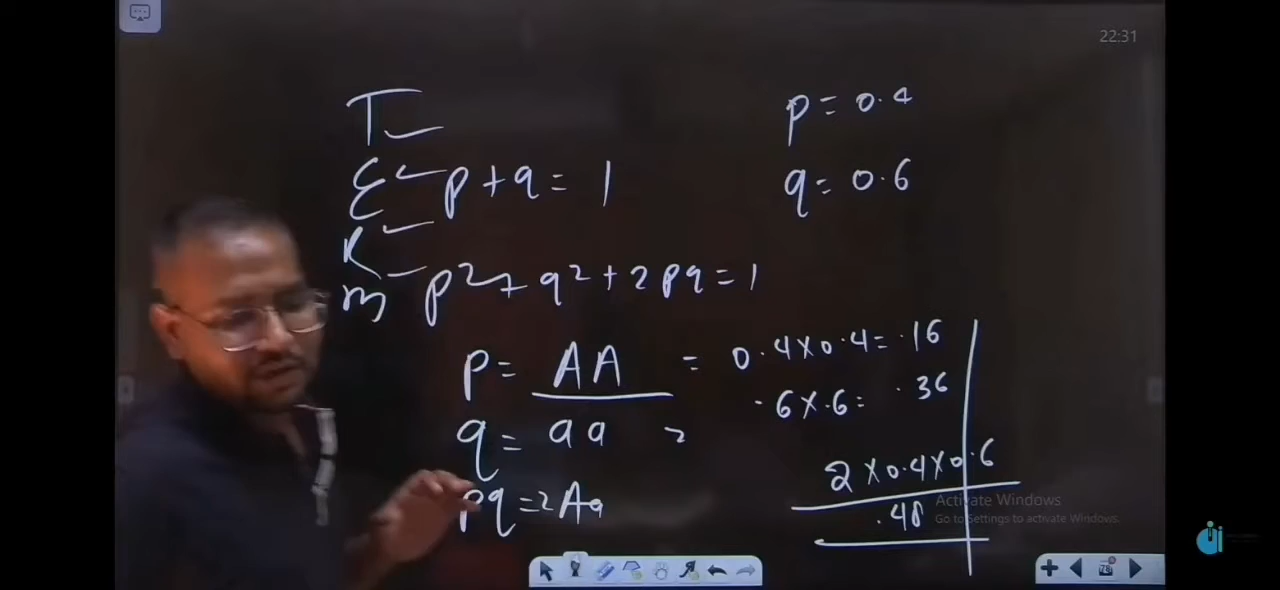 22:31
T
p = 0.4
ε p + q = 1
q = 0.6
R
m p² + q² + 2pq = 1
p = AA = 0.4 × 0.4 = .16
.6 × .6 = .36
q = aa =
2 × 0.4 × 0.6
pq = 2Aa
.48
Activate Windows
Go to Settings to activate Windows.